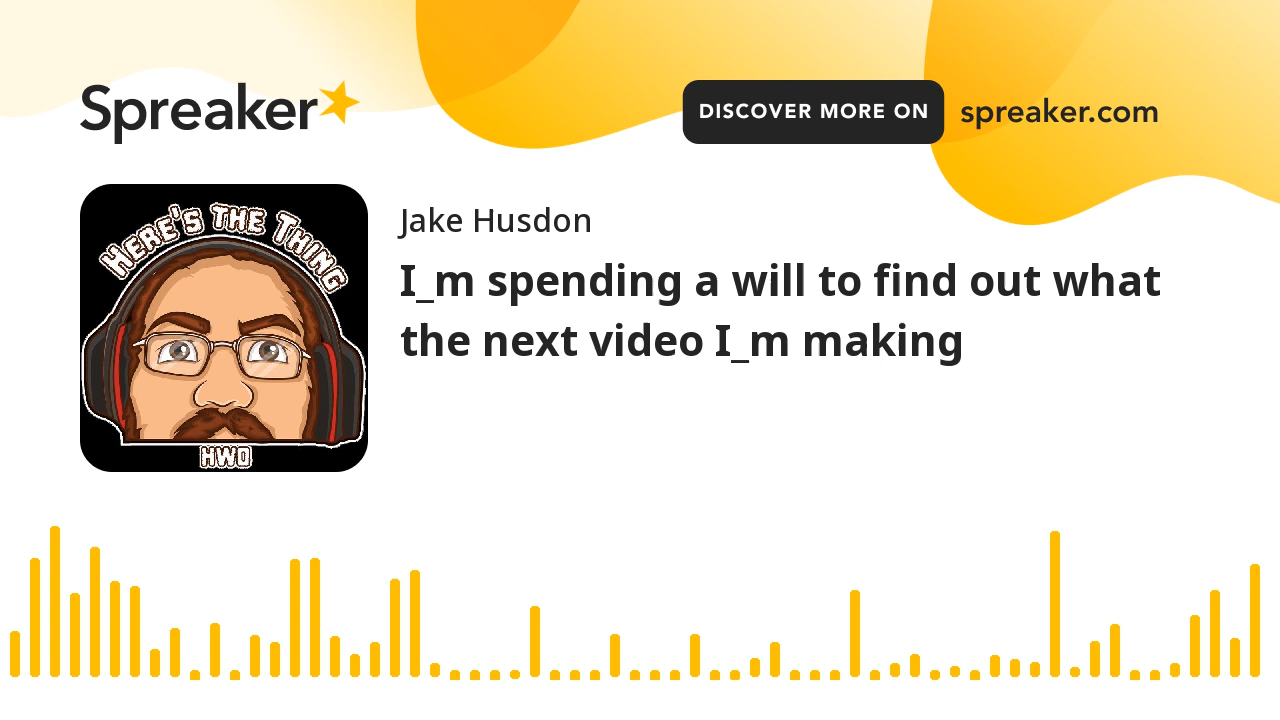 Spreaker
DISCOVER MORE ON
spreaker.com
HERE'S THE THING
HWO
Jake Husdon
I_m spending a will to find out what
the next video I_m making